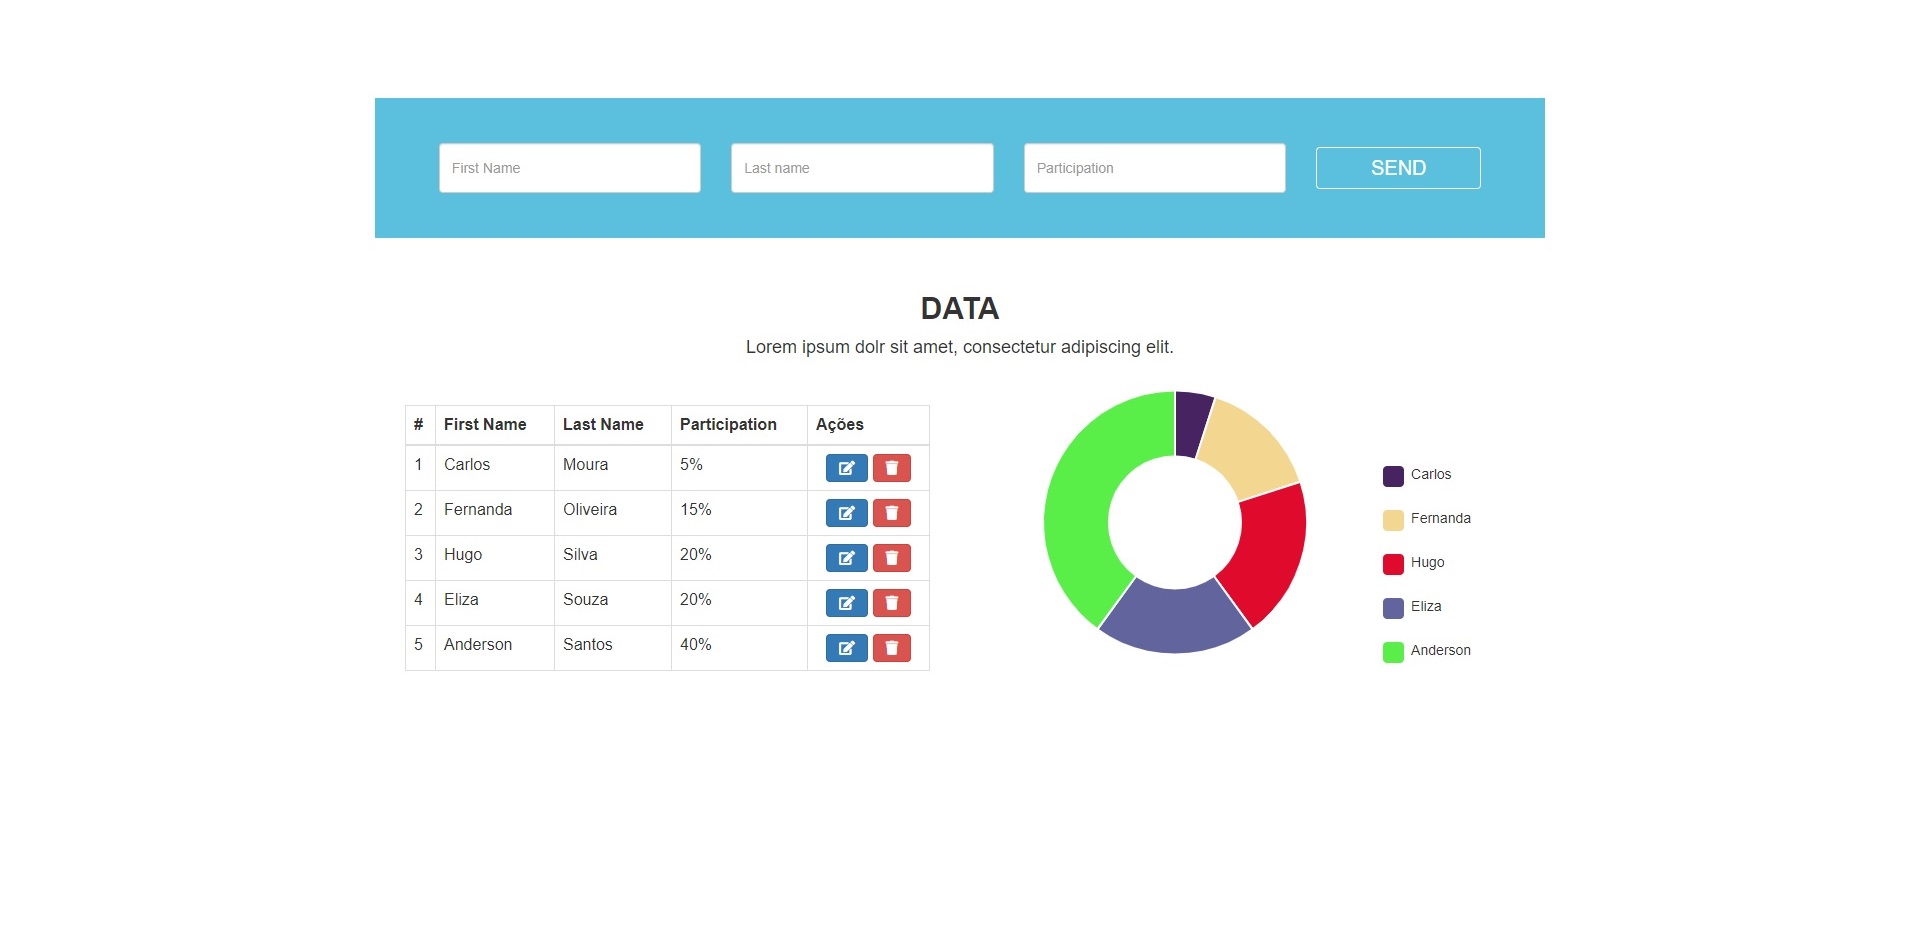 First Name Last name Participation SEND
DATA
Lorem ipsum dolr sit amet, consectetur adipiscing elit.
# First Name Last Name Participation Ações
1 Carlos Moura 5%
2 Fernanda Oliveira 15%
3 Hugo Silva 20%
4 Eliza Souza 20%
5 Anderson Santos 40%
Carlos
Fernanda
Hugo
Eliza
Anderson